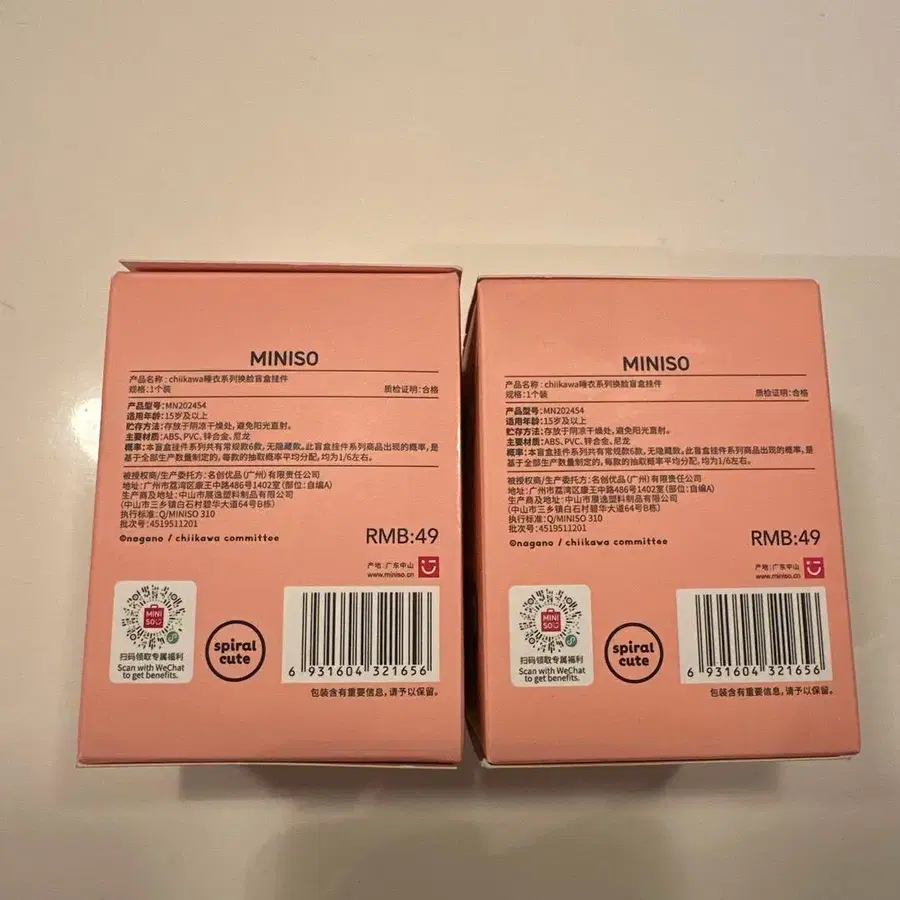 MINISO
产品名称：chiikawa睡衣系列换脸盲盒挂件
规格：1个装 质检证明：合格
产品型号：MN202454
适用年龄：15岁及以上
贮存方法：存放于阴凉干燥处，避免阳光直射。
主要材质：ABS、PVC、锌合金、尼龙
概率：本盲盒挂件系列共有常规款6款，无隐藏款。此盲盒挂件系列商品出现的概率，是
基于全部生产数量制定的，每款的抽取概率平均分配，均为1/6左右。
被授权商/生产委托方：名创优品（广州）有限责任公司
地址：广州市荔湾区康王中路486号1402室（部位：自编A）
生产商及地址：中山市展逸塑料制品有限公司
（中山市三乡镇白石村碧华大道64号B栋）
执行标准：Q/MINISO 310
批次号：4519511201
©nagano / chiikawa committee
RMB:49
产地：广东中山
www.miniso.cn
MINI
SO
扫码领取专属福利
Scan with WeChat
to get benefits.
spiral
cute
6 931604 321656
包装含有重要信息，请予以保留。
MINISO
产品名称：chiikawa睡衣系列换脸盲盒挂件
规格：1个装 质检证明：合格
产品型号：MN202454
适用年龄：15岁及以上
贮存方法：存放于阴凉干燥处，避免阳光直射。
主要材质：ABS、PVC、锌合金、尼龙
概率：本盲盒挂件系列共有常规款6款，无隐藏款。此盲盒挂件系列商品出现的概率，是
基于全部生产数量制定的，每款的抽取概率平均分配，均为1/6左右。
被授权商/生产委托方：名创优品（广州）有限责任公司
地址：广州市荔湾区康王中路486号1402室（部位：自编A）
生产商及地址：中山市展逸塑料制品有限公司
（中山市三乡镇白石村碧华大道64号B栋）
执行标准：Q/MINISO 310
批次号：4519511201
©nagano / chiikawa committee
RMB:49
产地：广东中山
www.miniso.cn
MINI
SO
扫码领取专属福利
Scan with WeChat
to get benefits.
spiral
cute
6 931604 321656
包装含有重要信息，请予以保留。